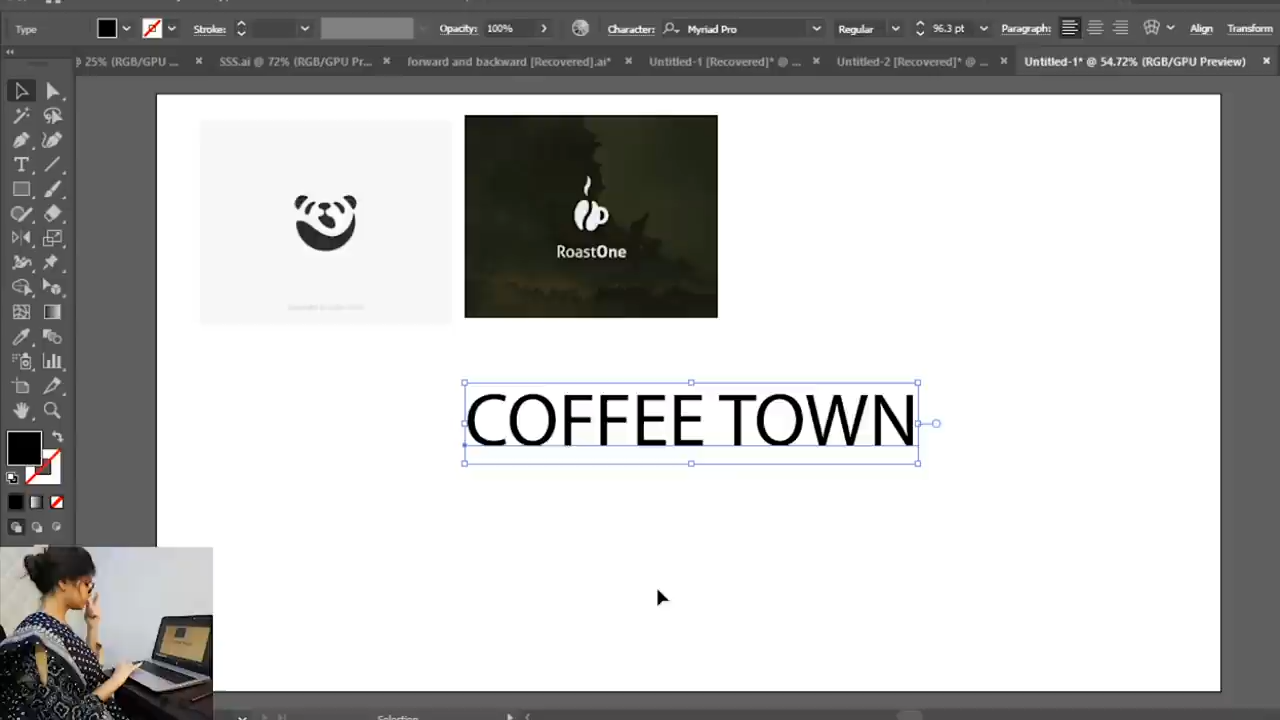 Type
Stroke:
Opacity: 100%
Character: Myriad Pro
Regular
96.3 pt
Paragraph:
Align
Transform
@ 25% (RGB/GPU ...
SSS.ai @ 72% (RGB/GPU Pr...
forward and backward [Recovered].ai*
Untitled-1 [Recovered]* @ ...
Untitled-2 [Recovered]* @ ...
Untitled-1* @ 54.72% (RGB/GPU Preview)
RoastOne
COFFEE TOWN
Selection